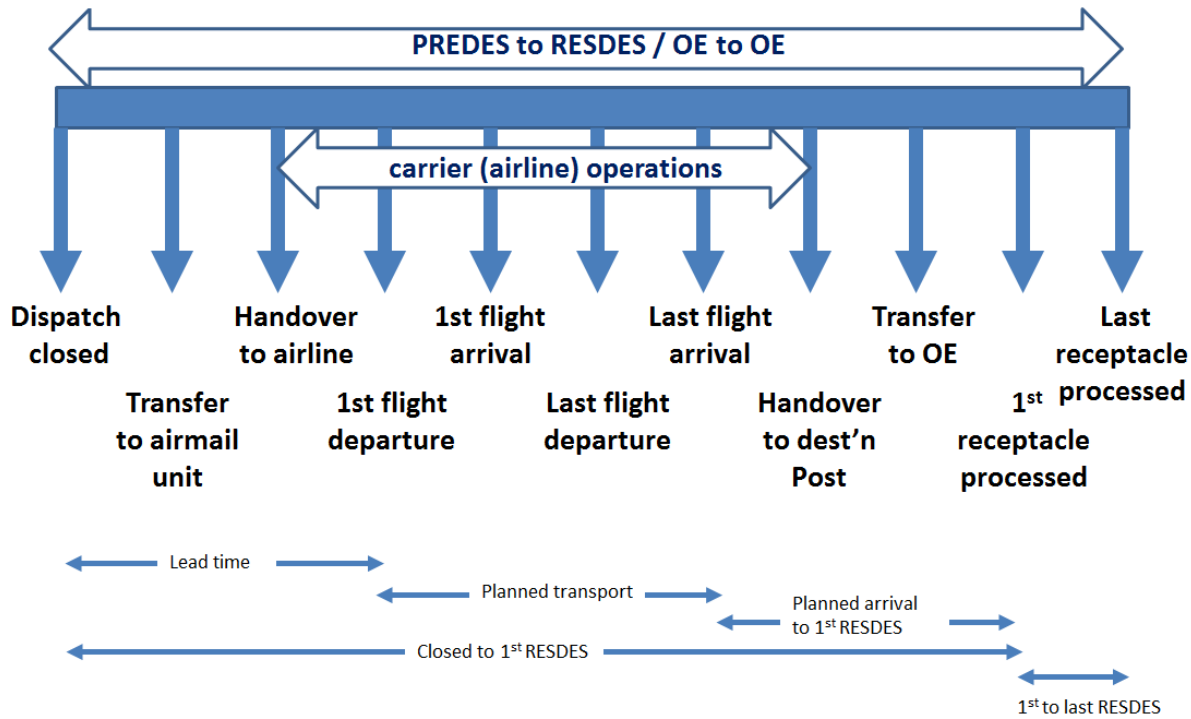 PREDES to RESDES / OE to OE
carrier (airline) operations
Dispatch
closed
Transfer
to airmail
unit
Handover
to airline
1st flight
departure
1st flight
arrival
Last flight
departure
Last flight
arrival
Handover
to dest’n
Post
Transfer
to OE
1st
receptacle
processed
Last
receptacle
processed
Lead time
Planned transport
Planned arrival
to 1st RESDES
Closed to 1st RESDES
1st to last RESDES